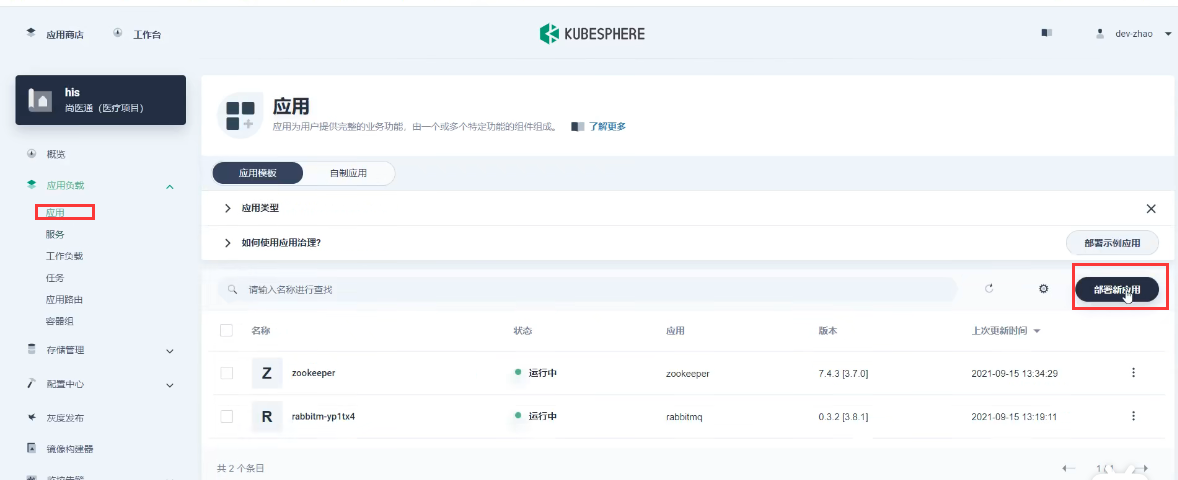 应用商店 工作台 KUBESPHERE dev-zhao
his
尚医通（医疗项目）
概览
应用负载
应用
服务
工作负载
任务
应用路由
容器组
存储管理
配置中心
灰度发布
镜像构建器
监控告警
应用
应用为用户提供完整的业务功能，由一个或多个特定功能的组件组成。 了解更多
应用模板 自制应用
应用类型
如何使用应用治理?
部署示例应用
请输入名称进行查找
部署新应用
名称 状态 应用 版本 上次更新时间
Z zookeeper 运行中 zookeeper 7.4.3 [3.7.0] 2021-09-15 13:34:29
R rabbitm-yp1tx4 运行中 rabbitmq 0.3.2 [3.8.1] 2021-09-15 13:19:11
共 2 个条目